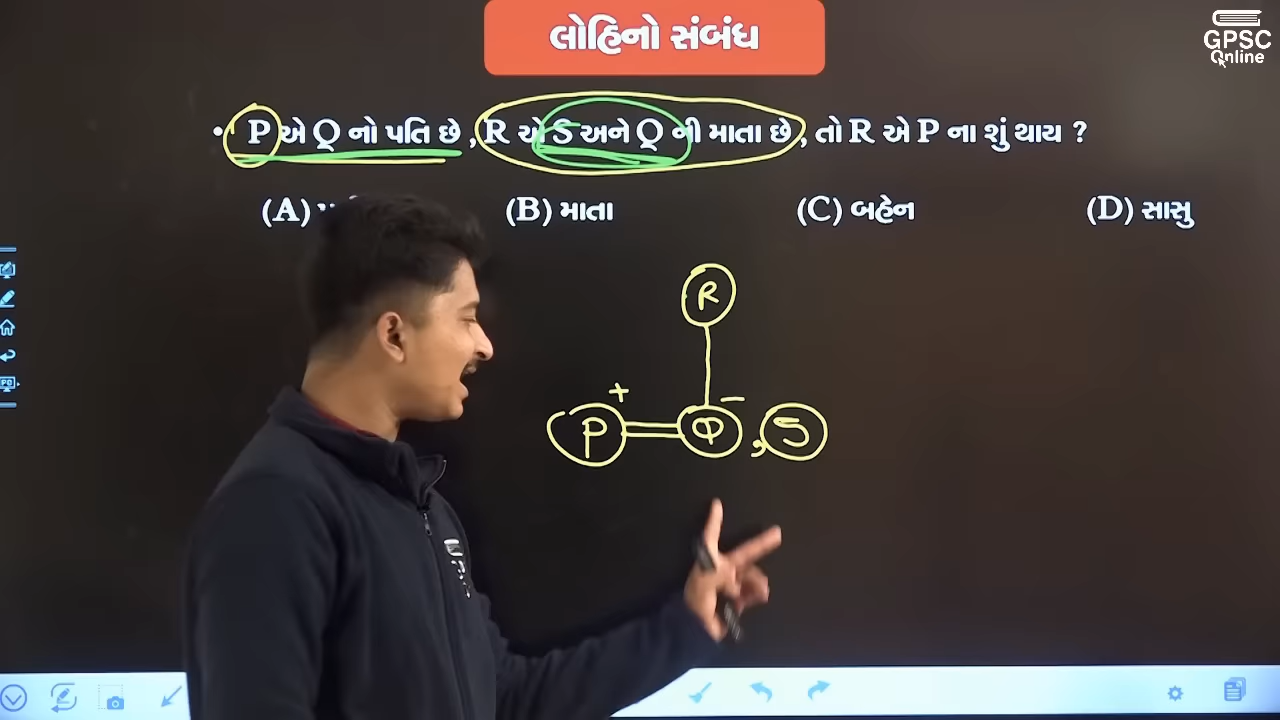 લોહિનો સંબંધ
GPSC
Online
• P એ Q નો પતિ છે , R એ S અને Q ની માતા છે , તો R એ P ના શું થાય ?
(A)
(B) માતા
(C) બહેન
(D) સાસુ
R
+ –
P Q , S